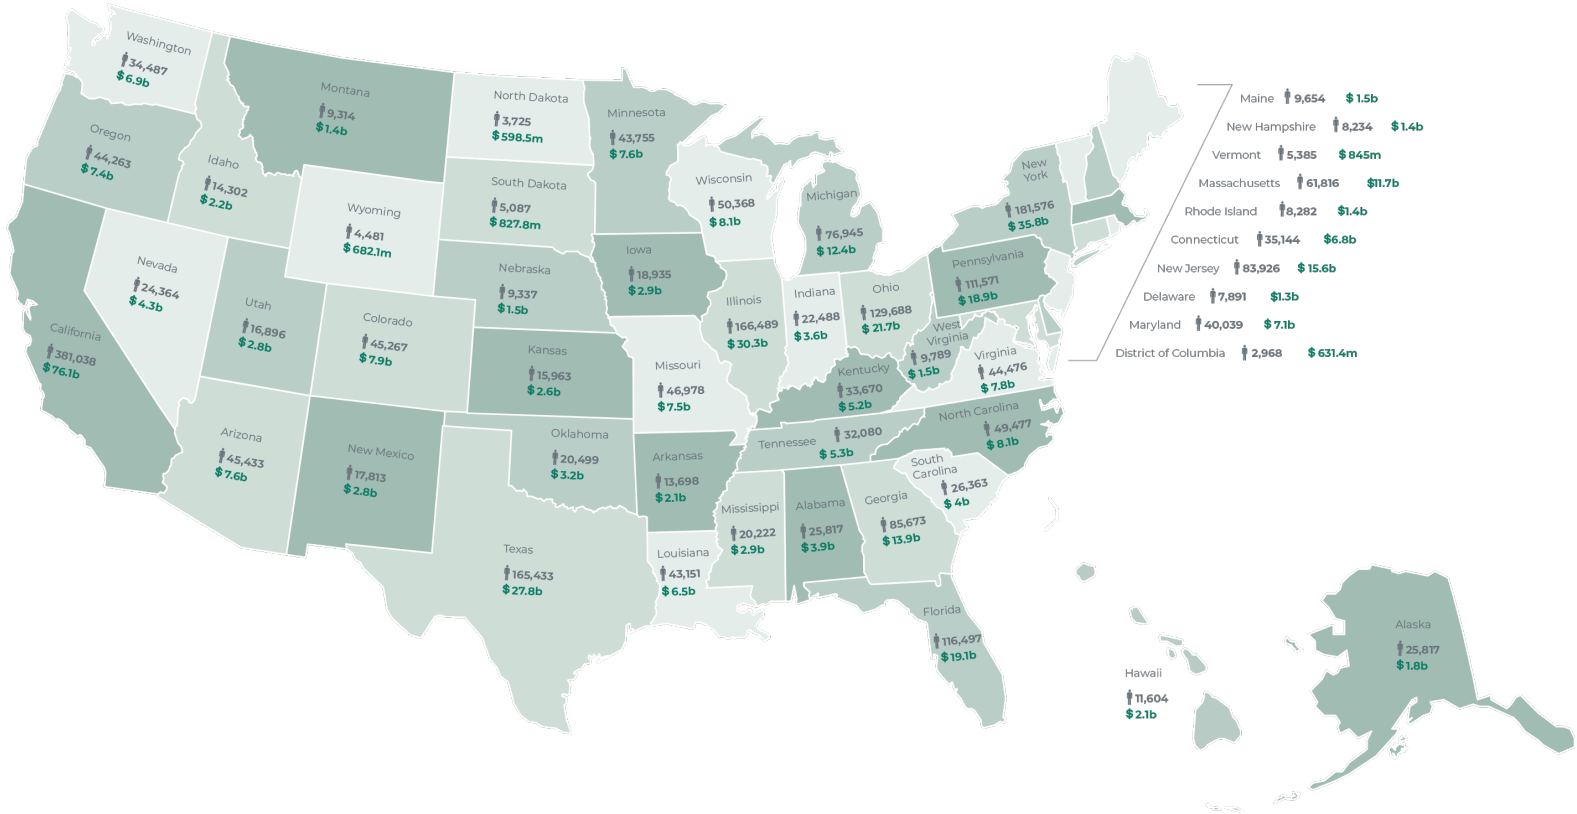 Washington
34,487
$6.9b
Oregon
44,263
$7.4b
Idaho
14,302
$2.2b
Montana
9,314
$1.4b
North Dakota
3,725
$598.5m
Minnesota
43,755
$7.6b
South Dakota
5,087
$827.8m
Wyoming
4,481
$682.1m
Wisconsin
50,368
$8.1b
Michigan
76,945
$12.4b
New
York
181,576
$35.8b
Nevada
24,364
$4.3b
Utah
16,896
$2.8b
California
381,038
$76.1b
Colorado
45,267
$7.9b
Nebraska
9,337
$1.5b
Iowa
18,935
$2.9b
Illinois
166,489
$30.3b
Indiana
22,488
$3.6b
Ohio
129,688
$21.7b
Pennsylvania
111,571
$18.9b
West
Virginia
9,789
$1.5b
Virginia
44,476
$7.8b
Kansas
15,963
$2.6b
Missouri
46,978
$7.5b
Kentucky
33,670
$5.2b
North Carolina
49,477
$8.1b
Tennessee
32,080
$5.3b
Arizona
45,433
$7.6b
New Mexico
17,813
$2.8b
Oklahoma
20,499
$3.2b
Arkansas
13,698
$2.1b
South
Carolina
26,363
$4b
Mississippi
20,222
$2.9b
Alabama
25,817
$3.9b
Georgia
85,673
$13.9b
Texas
165,433
$27.8b
Louisiana
43,151
$6.5b
Florida
116,497
$19.1b
Maine 9,654 $1.5b
New Hampshire 8,234 $1.4b
Vermont 5,385 $845m
Massachusetts 61,816 $11.7b
Rhode Island 8,282 $1.4b
Connecticut 35,144 $6.8b
New Jersey 83,926 $15.6b
Delaware 7,891 $1.3b
Maryland 40,039 $7.1b
District of Columbia 2,968 $631.4m
Hawaii
11,604
$2.1b
Alaska
25,817
$1.8b